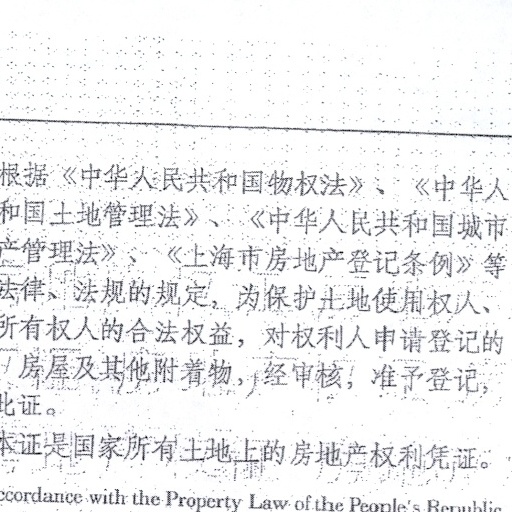 根据《中华人民共和国物权法》、《中华人
和国土地管理法》、《中华人民共和国城市
产管理法》、《上海市房地产登记条例》等
法律、法规的规定，为保护土地使用权人、
所有权人的合法权益，对权利人申请登记的
房屋及其他附着物，经审核，准予登记，
此证。
本证是国家所有土地上的房地产权利凭证。
accordance with the Property Law of the People's Republic